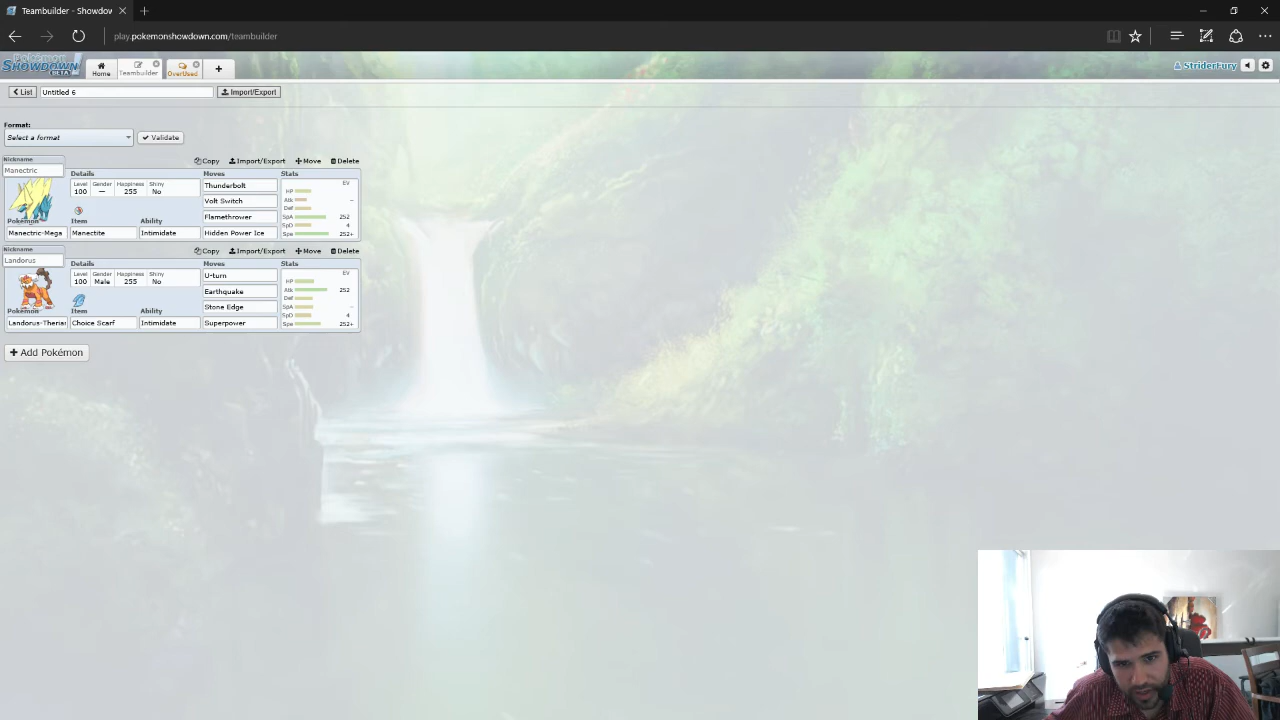 Teambuilder - Showdow
play.pokemonshowdown.com/teambuilder
Pokémon
SHOWDOWN!
BETA
Home
Teambuilder
OverUsed
StriderFury
List
Untitled 6
Import/Export
Format:
Select a format
Validate
Copy Import/Export Move Delete
Nickname
Manectric
Details Moves Stats
Level Gender Happiness Shiny
100 — 255 No
Pokémon Item Ability
Manectric-Mega Manectite Intimidate
Thunderbolt
Volt Switch
Flamethrower
Hidden Power Ice
EV
HP
Atk –
Def
SpA 252
SpD 4
Spe 252+
Copy Import/Export Move Delete
Nickname
Landorus
Details Moves Stats
Level Gender Happiness Shiny
100 Male 255 No
Pokémon Item Ability
Landorus-Therian Choice Scarf Intimidate
U-turn
Earthquake
Stone Edge
Superpower
EV
HP
Atk 252
Def
SpA –
SpD 4
Spe 252+
Add Pokémon